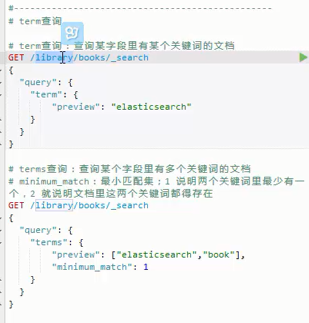 #------------------------------------------------
# term查询
# term查询：查询某字段里有某个关键词的文档
GET /library/books/_search
{
  "query": {
    "term": {
        "preview": "elasticsearch"
    }
  }
}
# terms查询：查询某个字段里有多个关键词的文档
# minimum_match：最小匹配集：1 说明两个关键词里最少有一
个，2 就说明文档里这两个关键词都得存在
GET /library/books/_search
{
  "query": {
    "terms": {
        "preview": ["elasticsearch","book"],
        "minimum_match": 1
    }
  }
}